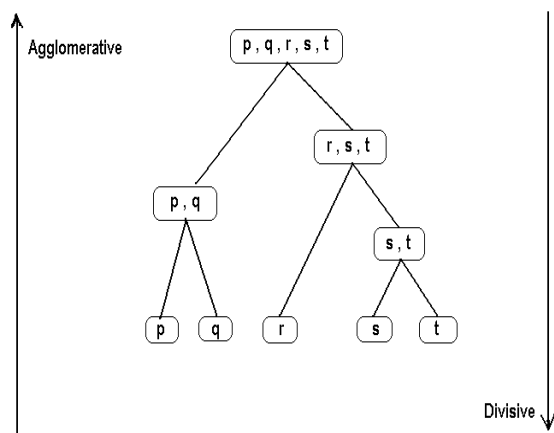 p , q , r , s , t
Agglomerative
r , s , t
p , q
s , t
p
q
r
s
t
Divisive